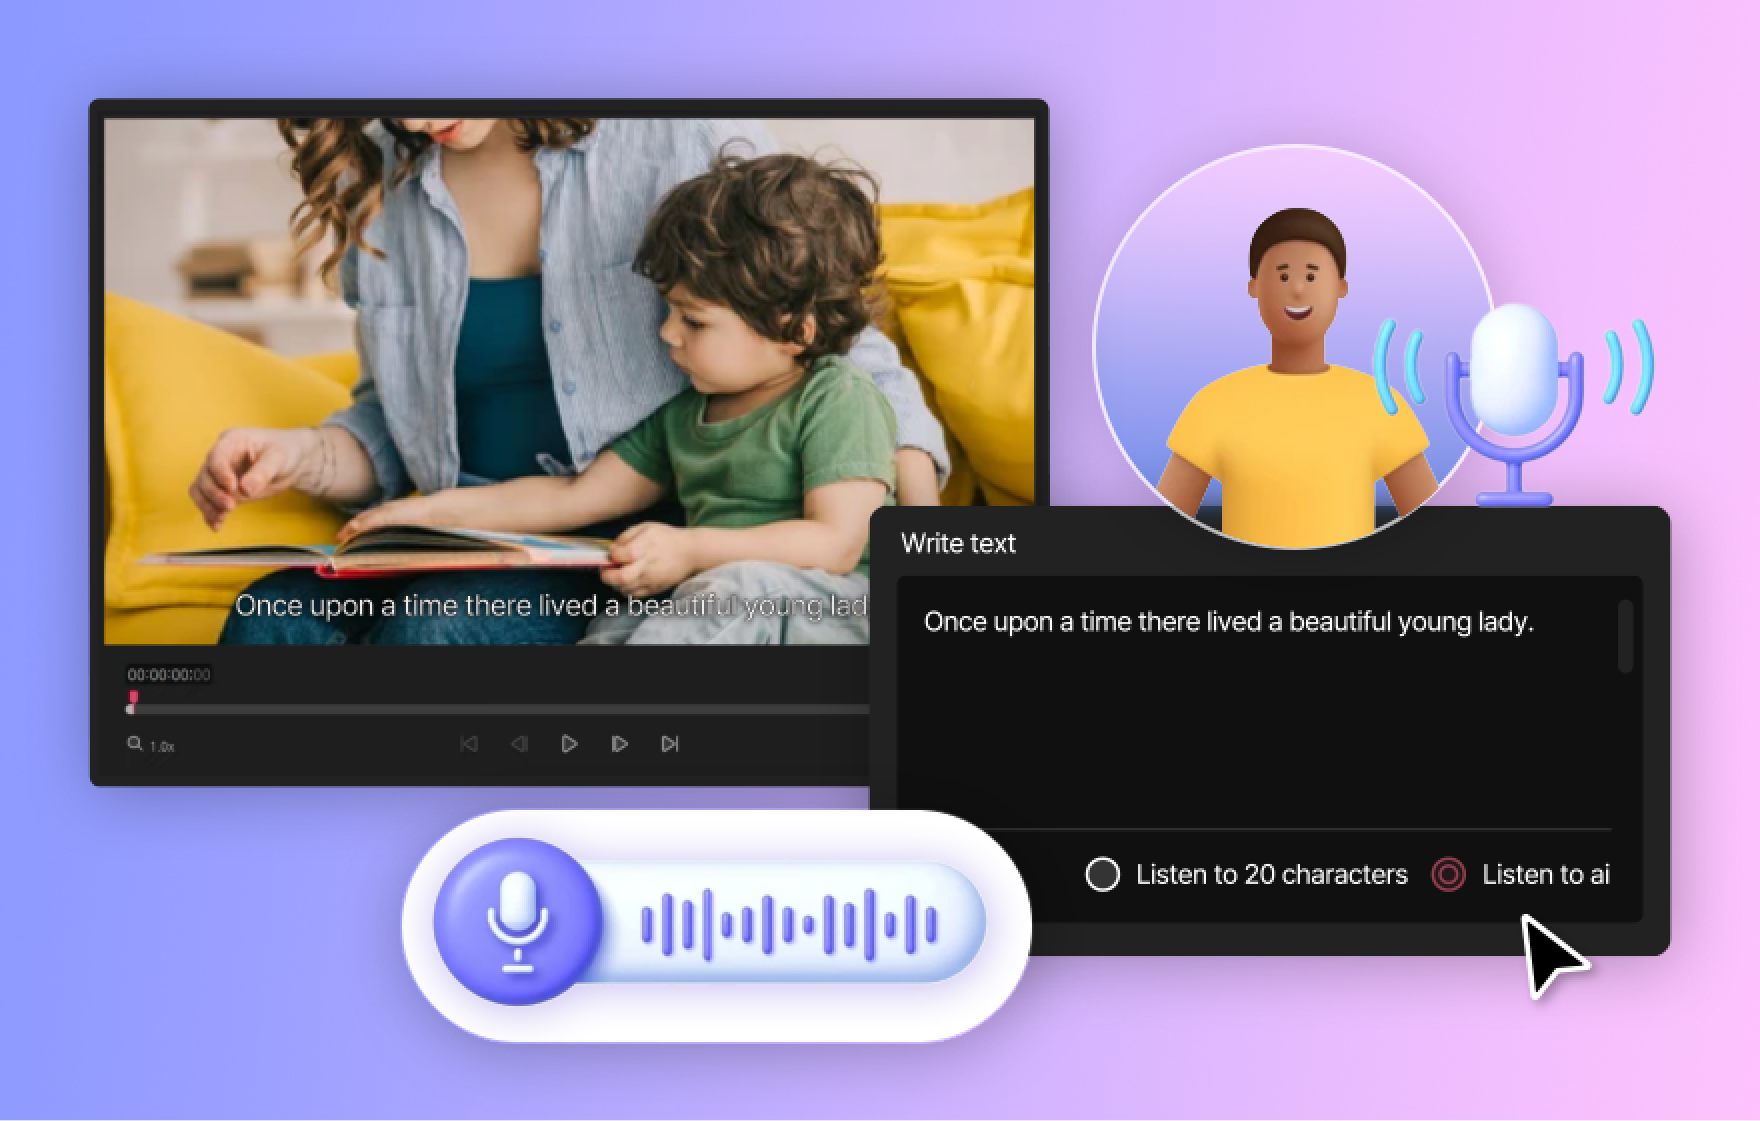 Once upon a time there lived a beautiful young lad
00:00:00:00
1.0x
Write text
Once upon a time there lived a beautiful young lady.
Listen to 20 characters
Listen to ai